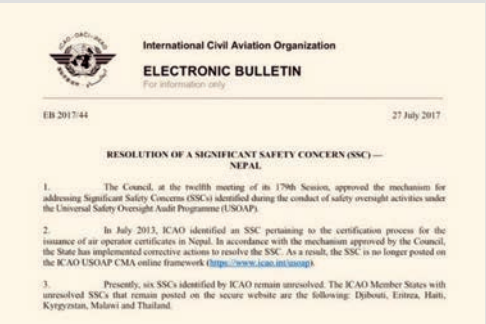 ICAO · OACI · ИКАО
International Civil Aviation Organization
ELECTRONIC BULLETIN
For information only
EB 2017/44
27 July 2017
RESOLUTION OF A SIGNIFICANT SAFETY CONCERN (SSC) —
NEPAL
1. The Council, at the twelfth meeting of its 179th Session, approved the mechanism for
addressing Significant Safety Concerns (SSCs) identified during the conduct of safety oversight activities under
the Universal Safety Oversight Audit Programme (USOAP).
2. In July 2013, ICAO identified an SSC pertaining to the certification process for the
issuance of air operator certificates in Nepal. In accordance with the mechanism approved by the Council,
the State has implemented corrective actions to resolve the SSC. As a result, the SSC is no longer posted on
the ICAO USOAP CMA online framework (https://www.icao.int/usoap).
3. Presently, six SSCs identified by ICAO remain unresolved. The ICAO Member States with
unresolved SSCs that remain posted on the secure website are the following: Djibouti, Eritrea, Haiti,
Kyrgyzstan, Malawi and Thailand.